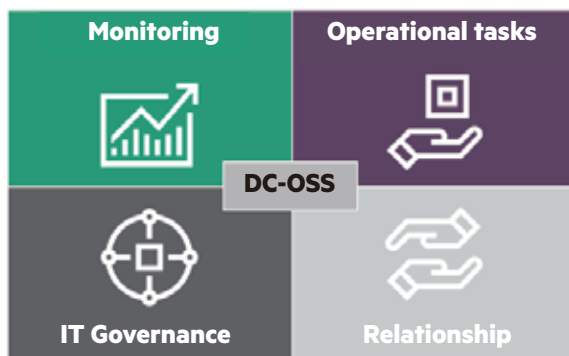 Monitoring
Operational tasks
DC-OSS
IT Governance
Relationship